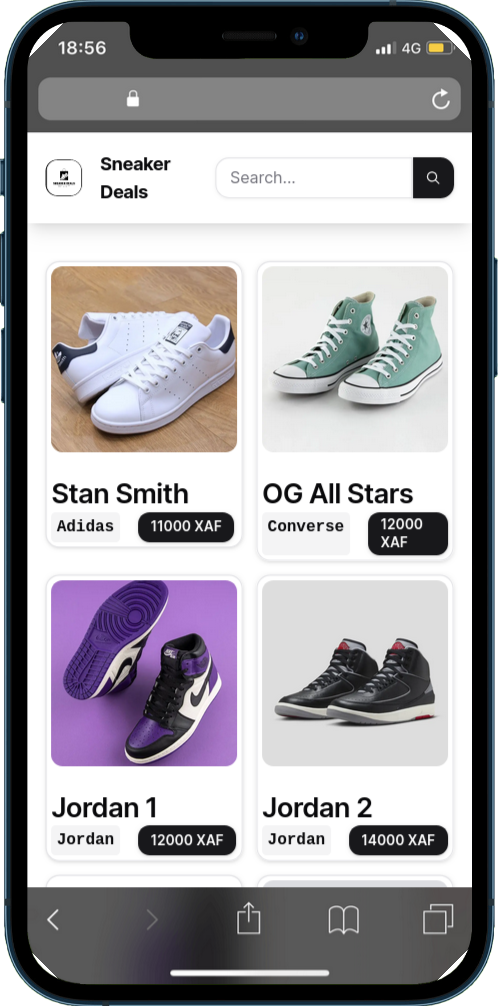 18:56
4G
Sneaker
Deals
Search...
Stan Smith
Adidas
11000 XAF
OG All Stars
Converse
12000
XAF
Jordan 1
Jordan
12000 XAF
Jordan 2
Jordan
14000 XAF